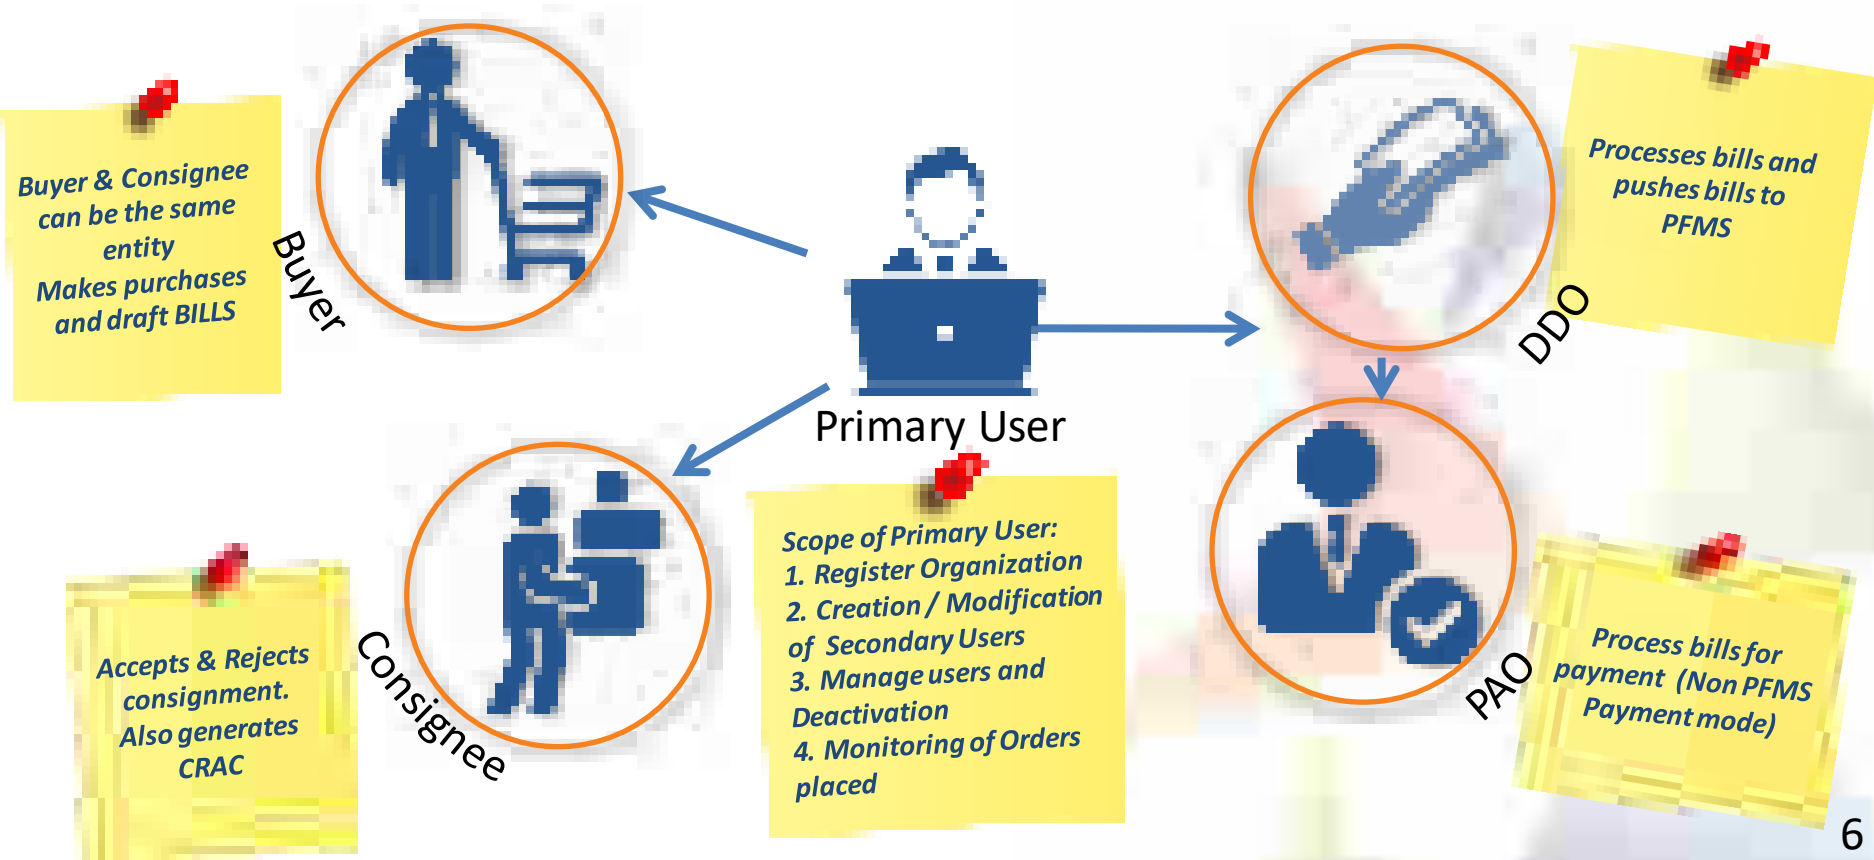 Buyer & Consignee
can be the same
entity
Makes purchases
and draft BILLS
Buyer
Processes bills and
pushes bills to
PFMS
DDO
Primary User
Accepts & Rejects
consignment.
Also generates
CRAC
Consignee
Scope of Primary User:
1. Register Organization
2. Creation / Modification
of Secondary Users
3. Manage users and
Deactivation
4. Monitoring of Orders
placed
PAO
Process bills for
payment (Non PFMS
Payment mode)
6